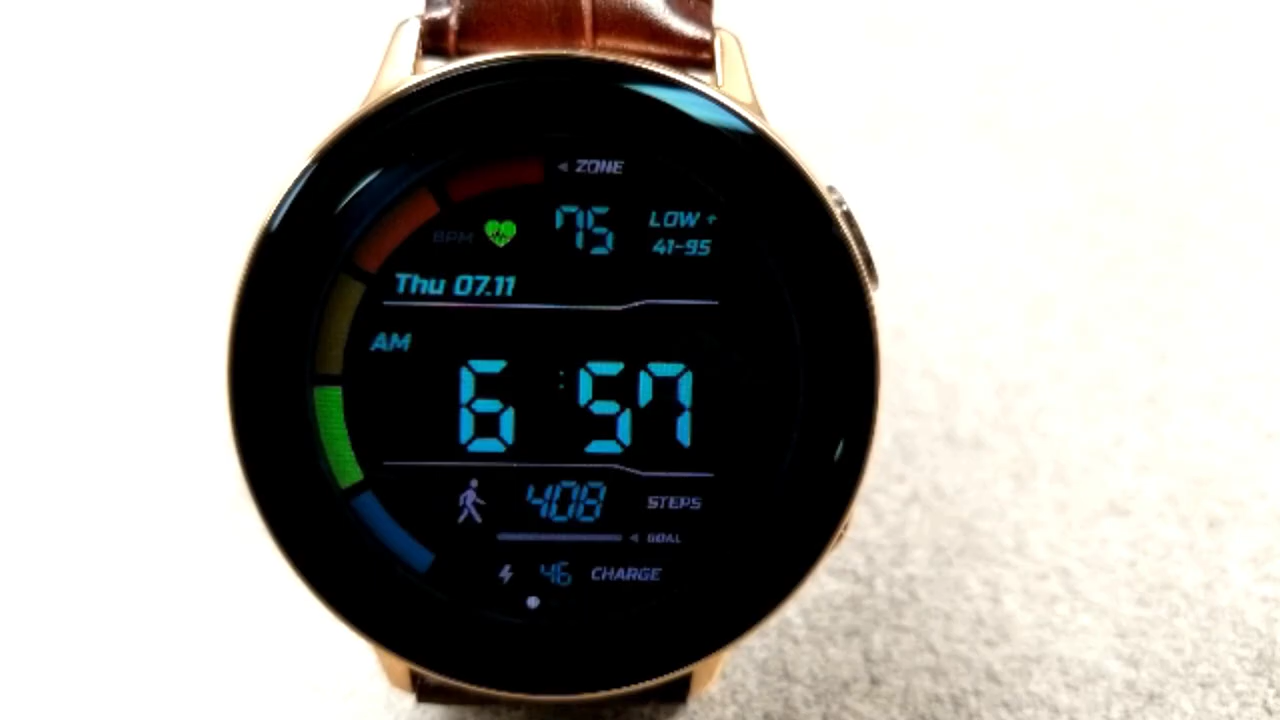 ◄ ZONE
BPM 75 LOW +
41-95
Thu 07.11
AM
6:57
408 STEPS
◄ GOAL
46 CHARGE